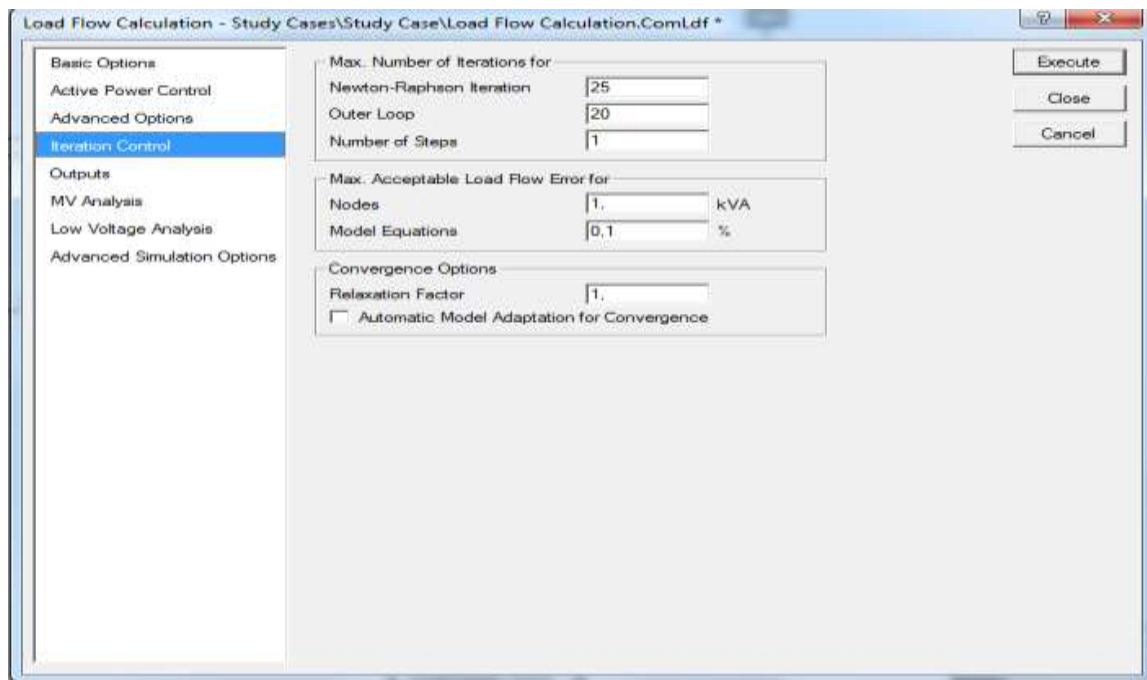 Load Flow Calculation - Study Cases\Study Case\Load Flow Calculation.ComLdf *
Basic Options
Active Power Control
Advanced Options
Iteration Control
Outputs
MV Analysis
Low Voltage Analysis
Advanced Simulation Options
Max. Number of Iterations for
Newton-Raphson Iteration 25
Outer Loop 20
Number of Steps 1
Max. Acceptable Load Flow Error for
Nodes 1, kVA
Model Equations 0,1 %
Convergence Options
Relaxation Factor 1,
Automatic Model Adaptation for Convergence
Execute
Close
Cancel